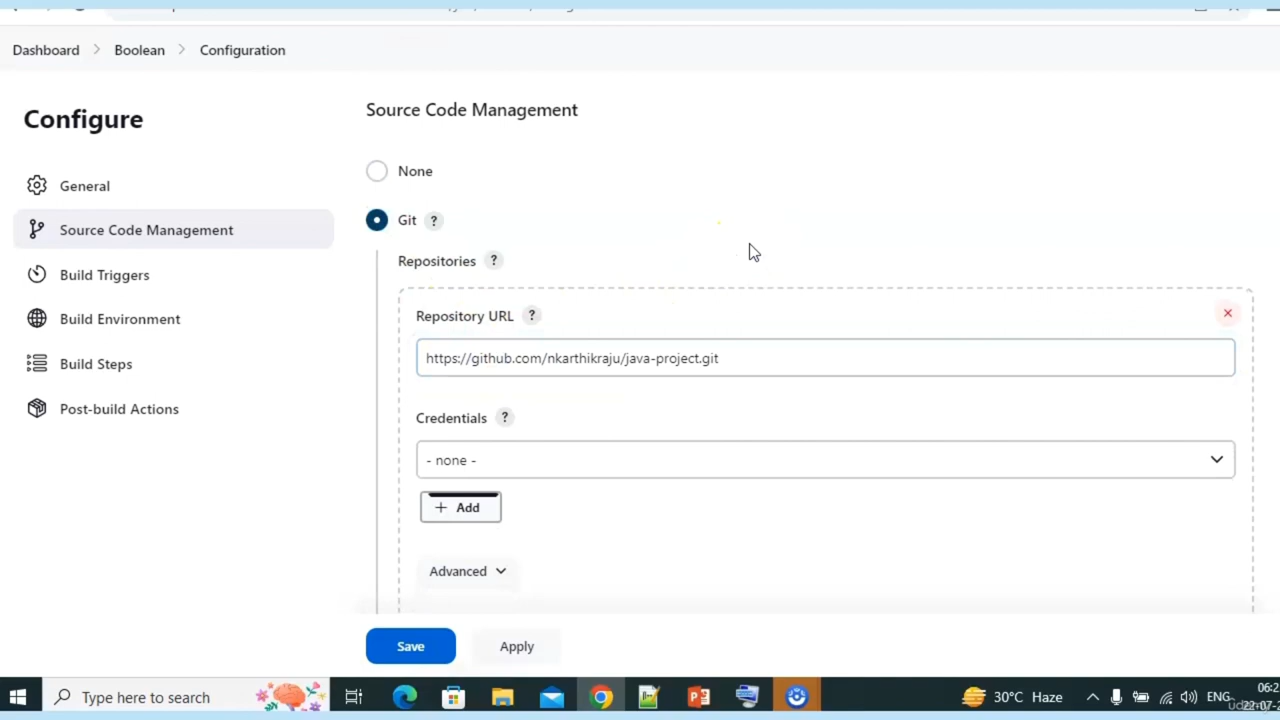 Dashboard > Boolean > Configuration
Configure
General
Source Code Management
Build Triggers
Build Environment
Build Steps
Post-build Actions
Source Code Management
None
Git ?
Repositories ?
Repository URL ?
https://github.com/nkarthikraju/java-project.git
Credentials ?
- none -
+ Add
Advanced
Save
Apply
Type here to search
30°C Haze
ENG